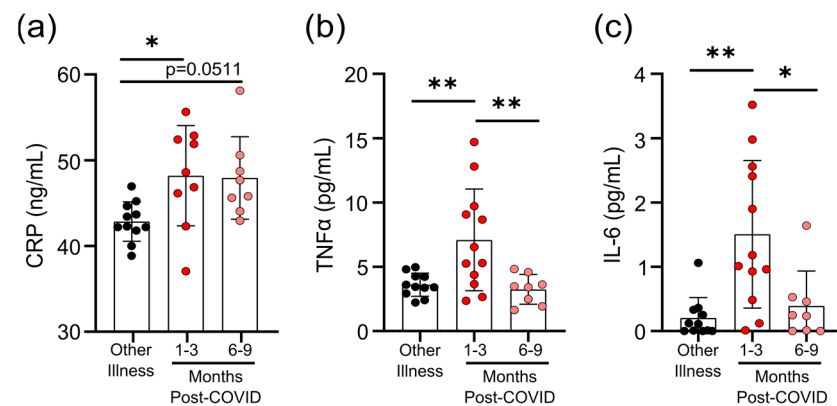 (a)
*
p=0.0511
CRP (ng/mL)
60
50
40
30
Other
Illness
1-3
6-9
Months
Post-COVID
(b)
**
**
TNFα (pg/mL)
20
15
10
5
0
Other
Illness
1-3
6-9
Months
Post-COVID
(c)
**
*
IL-6 (pg/mL)
4
3
2
1
0
Other
Illness
1-3
6-9
Months
Post-COVID